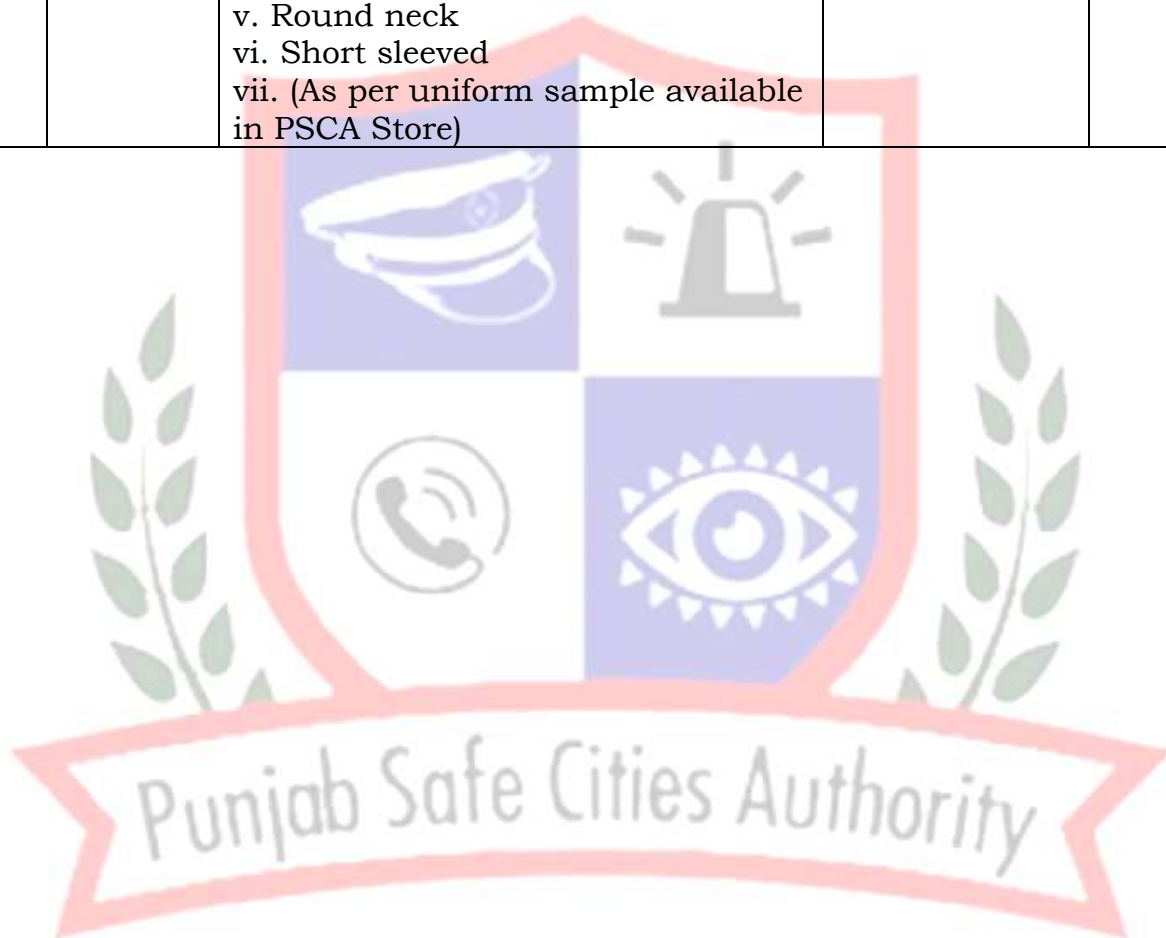 v. Round neck
vi. Short sleeved
vii. (As per uniform sample available
in PSCA Store)
Punjab Safe Cities Authority